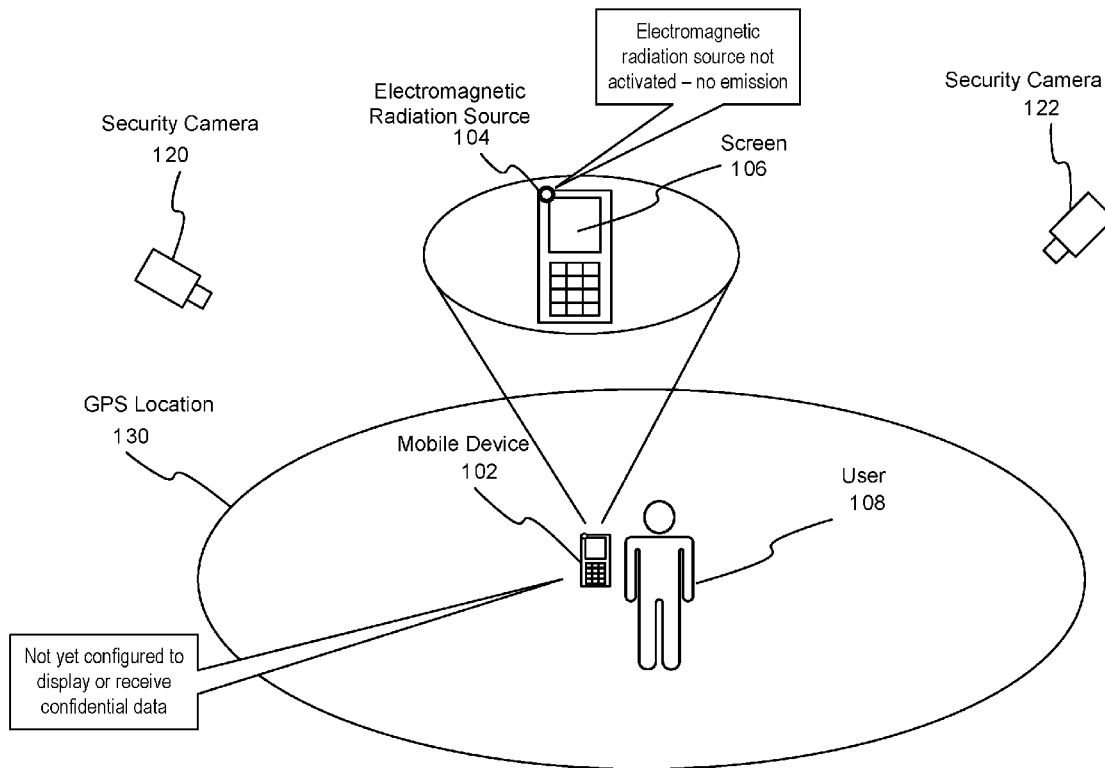 Electromagnetic
radiation source not
activated – no emission
Security Camera
122
Electromagnetic
Radiation Source
104
Security Camera
120
Screen
106
GPS Location
130
Mobile Device
102
User
108
Not yet configured to
display or receive
confidential data